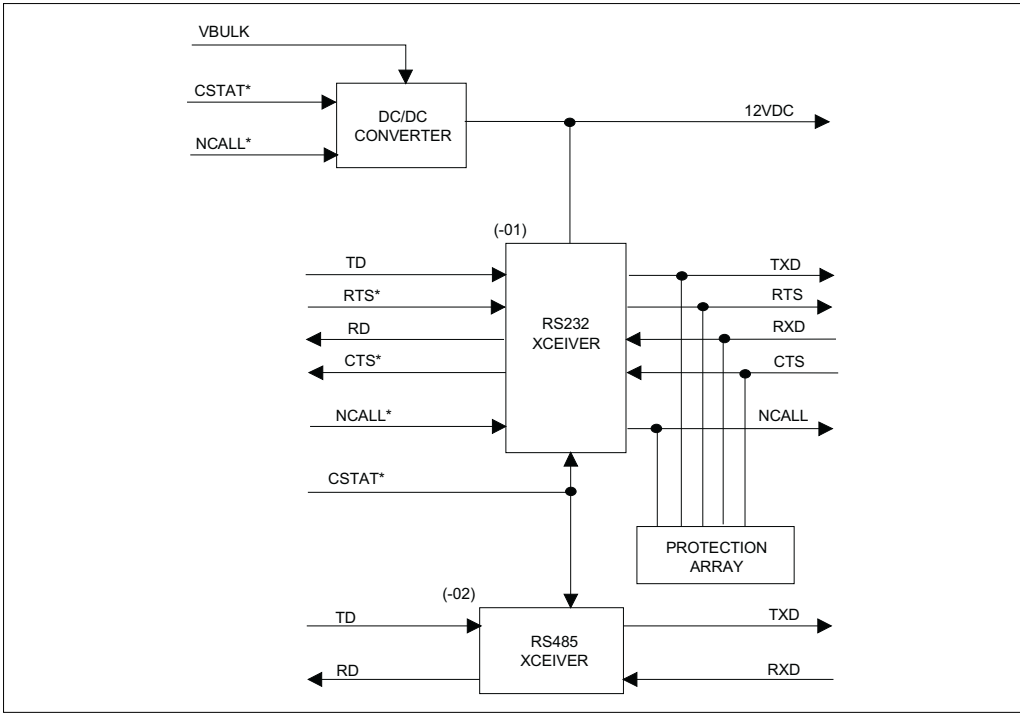 VBULK
CSTAT*
NCALL*
DC/DC
CONVERTER
12VDC
(-01)
TD
RTS*
RD
CTS*
NCALL*
CSTAT*
RS232
XCEIVER
TXD
RTS
RXD
CTS
NCALL
PROTECTION
ARRAY
(-02)
TD
RD
RS485
XCEIVER
TXD
RXD